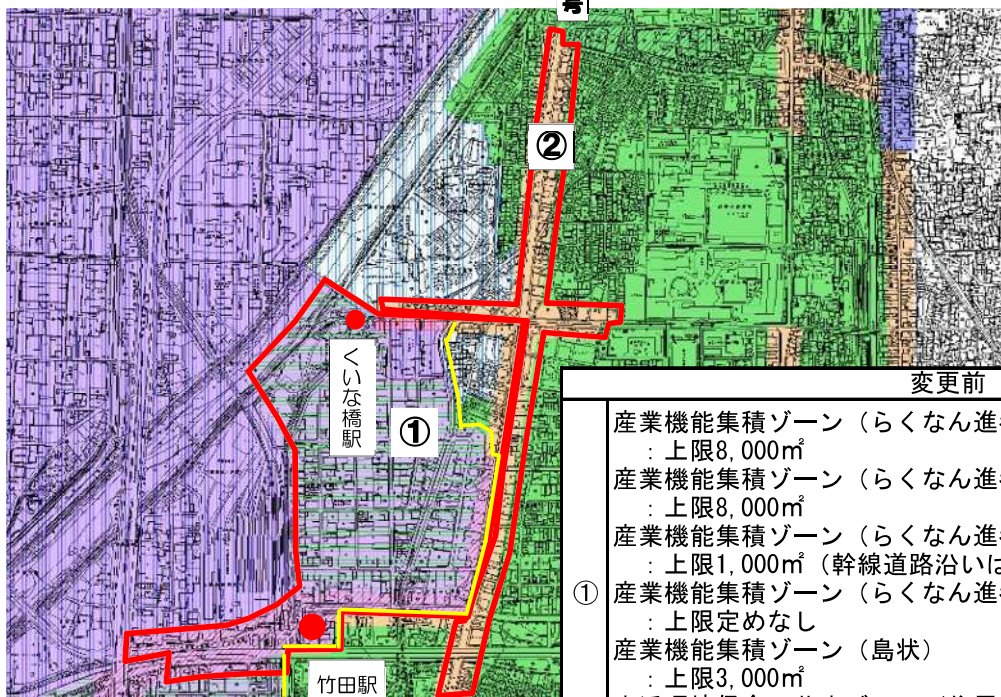 号
②
くいな橋駅
①
竹田駅
変更前
産業機能集積ゾーン（らくなん進
：上限8,000㎡
産業機能集積ゾーン（らくなん進
：上限8,000㎡
産業機能集積ゾーン（らくなん進
：上限1,000㎡（幹線道路沿いは
① 産業機能集積ゾーン（らくなん進
：上限定めなし
産業機能集積ゾーン（島状）
：上限3,000㎡